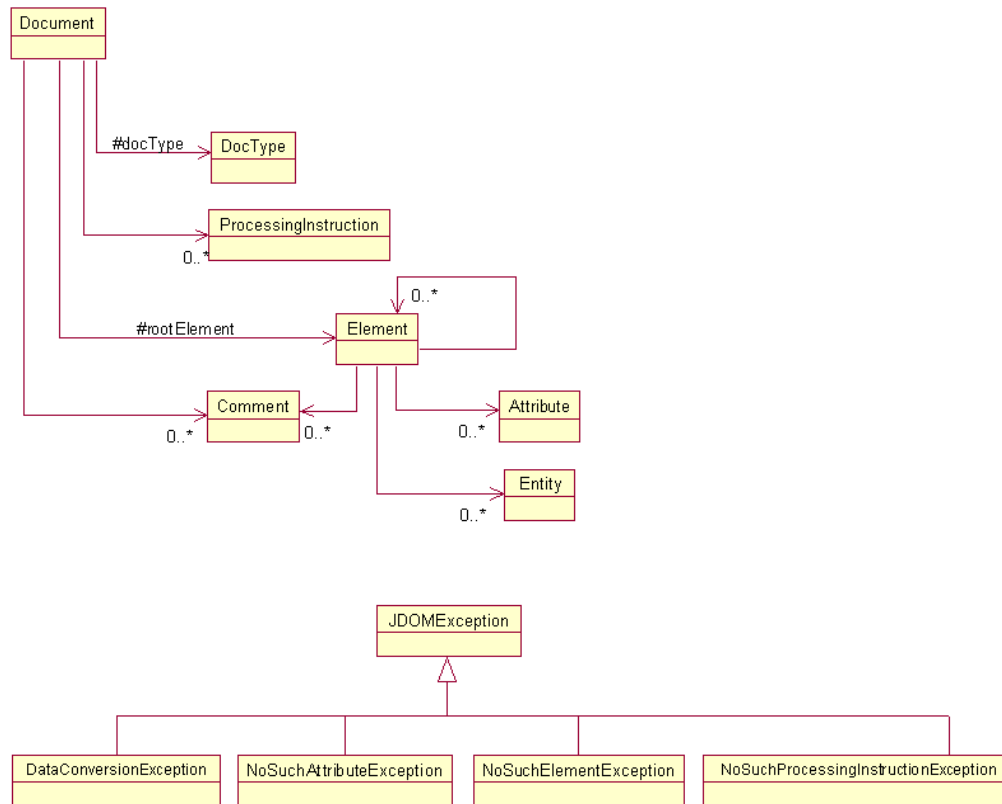 Document
#docType
DocType
ProcessingInstruction
0..*
0..*
#rootElement
Element
Comment
Attribute
0..*
0..*
0..*
Entity
0..*
JDOMException
DataConversionException
NoSuchAttributeException
NoSuchElementException
NoSuchProcessingInstructionException